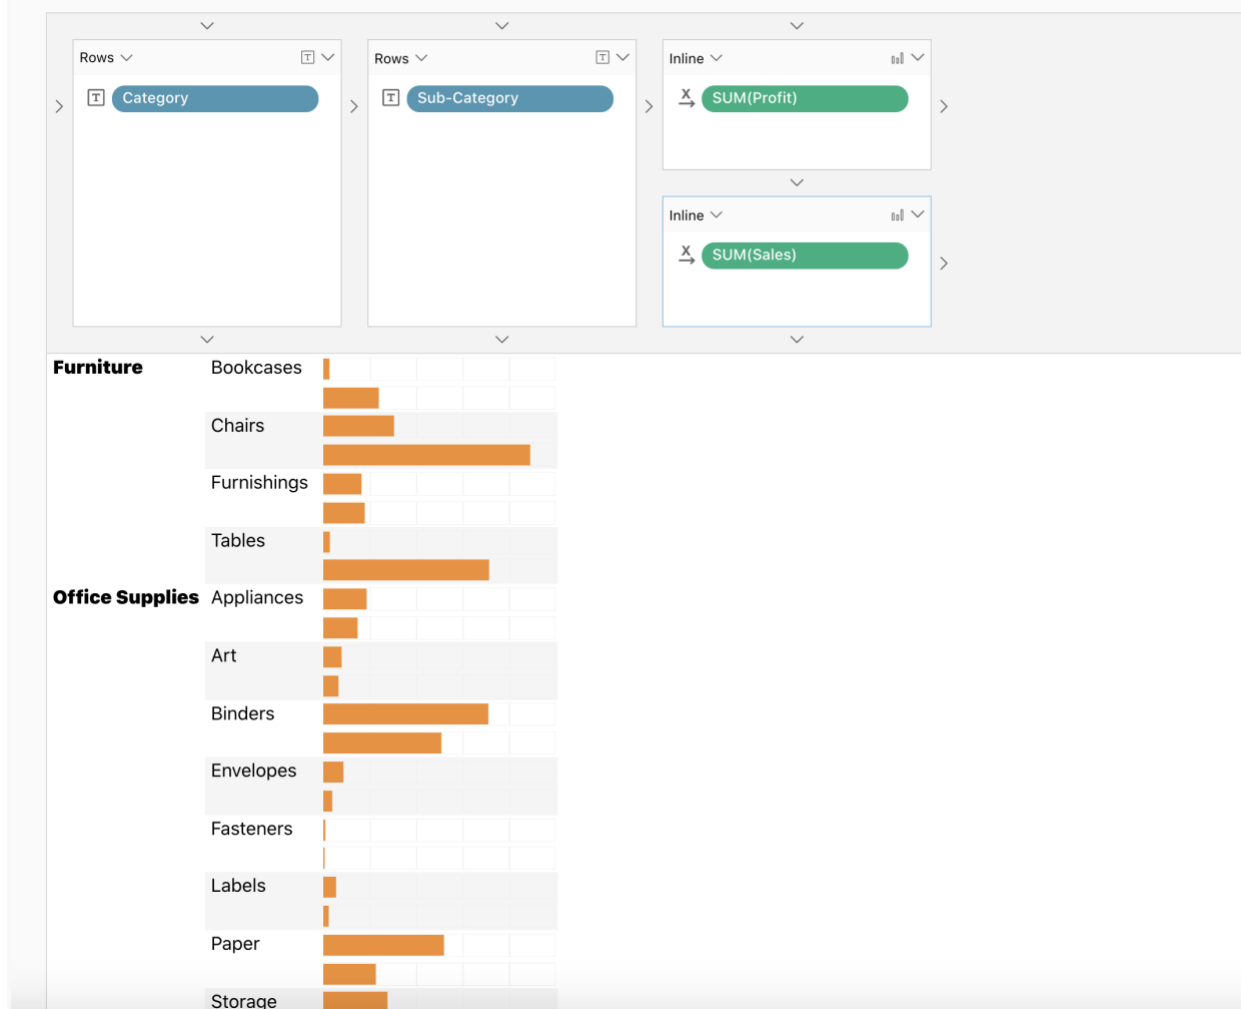 Rows T Rows T Inline
T Category T Sub-Category X SUM(Profit)
Inline
X SUM(Sales)
Furniture Bookcases
Chairs
Furnishings
Tables
Office Supplies Appliances
Art
Binders
Envelopes
Fasteners
Labels
Paper
Storage